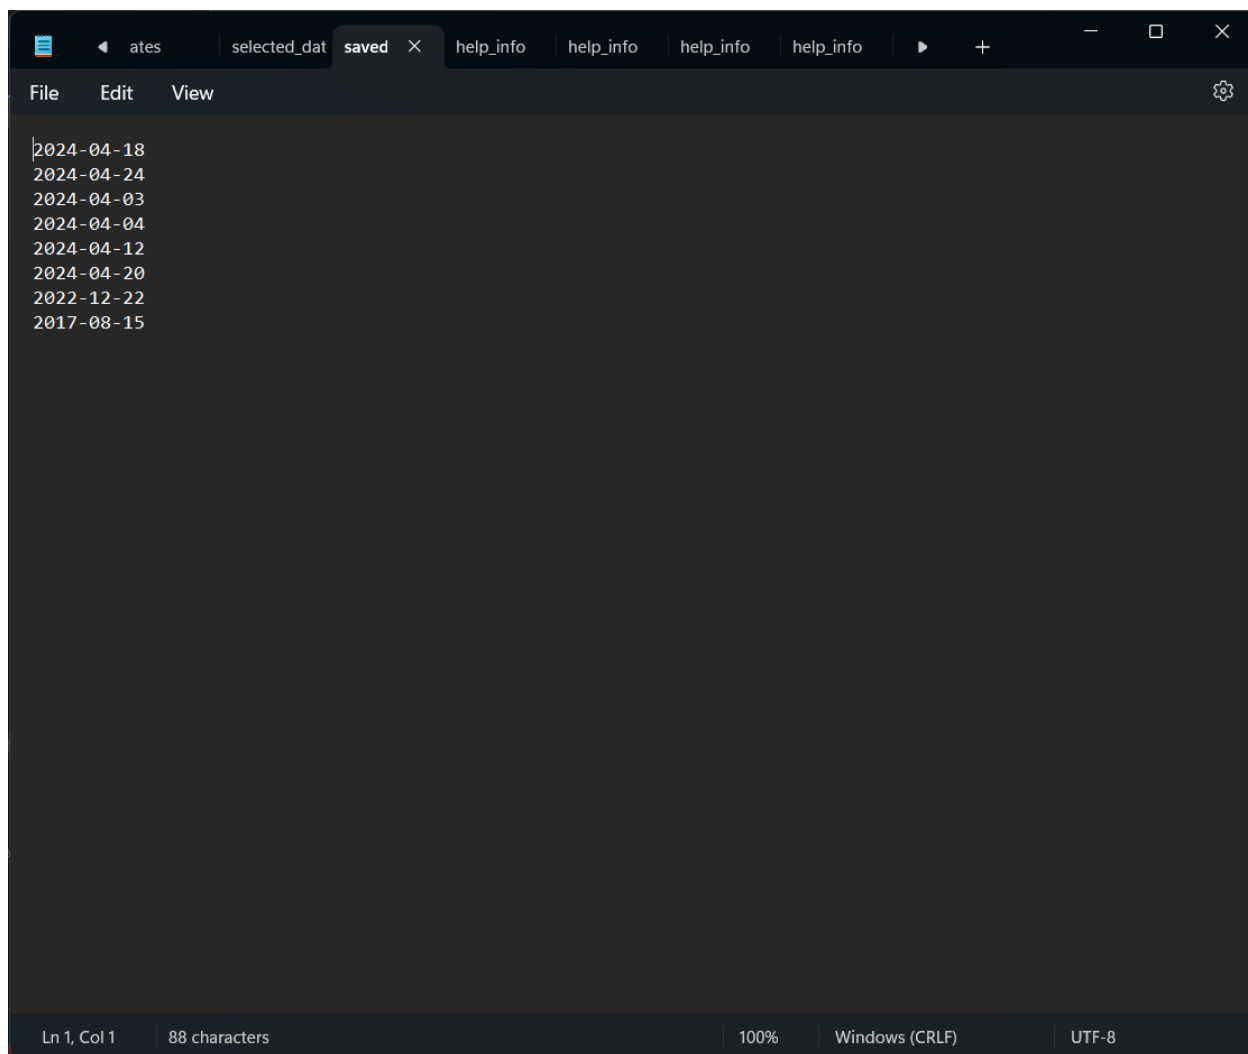 ates selected_dat saved help_info help_info help_info help_info
File Edit View
2024-04-18
2024-04-24
2024-04-03
2024-04-04
2024-04-12
2024-04-20
2022-12-22
2017-08-15
Ln 1, Col 1 88 characters 100% Windows (CRLF) UTF-8